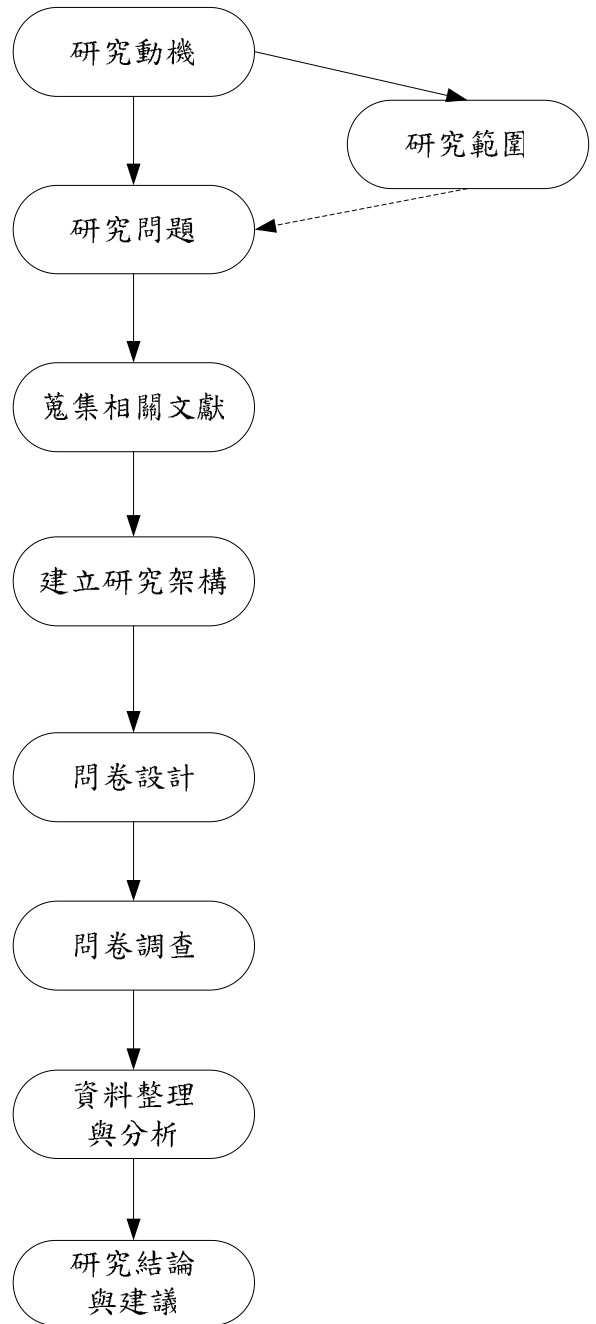 研究動機
研究範圍
研究問題
蒐集相關文獻
建立研究架構
問卷設計
問卷調查
資料整理
與分析
研究結論
與建議